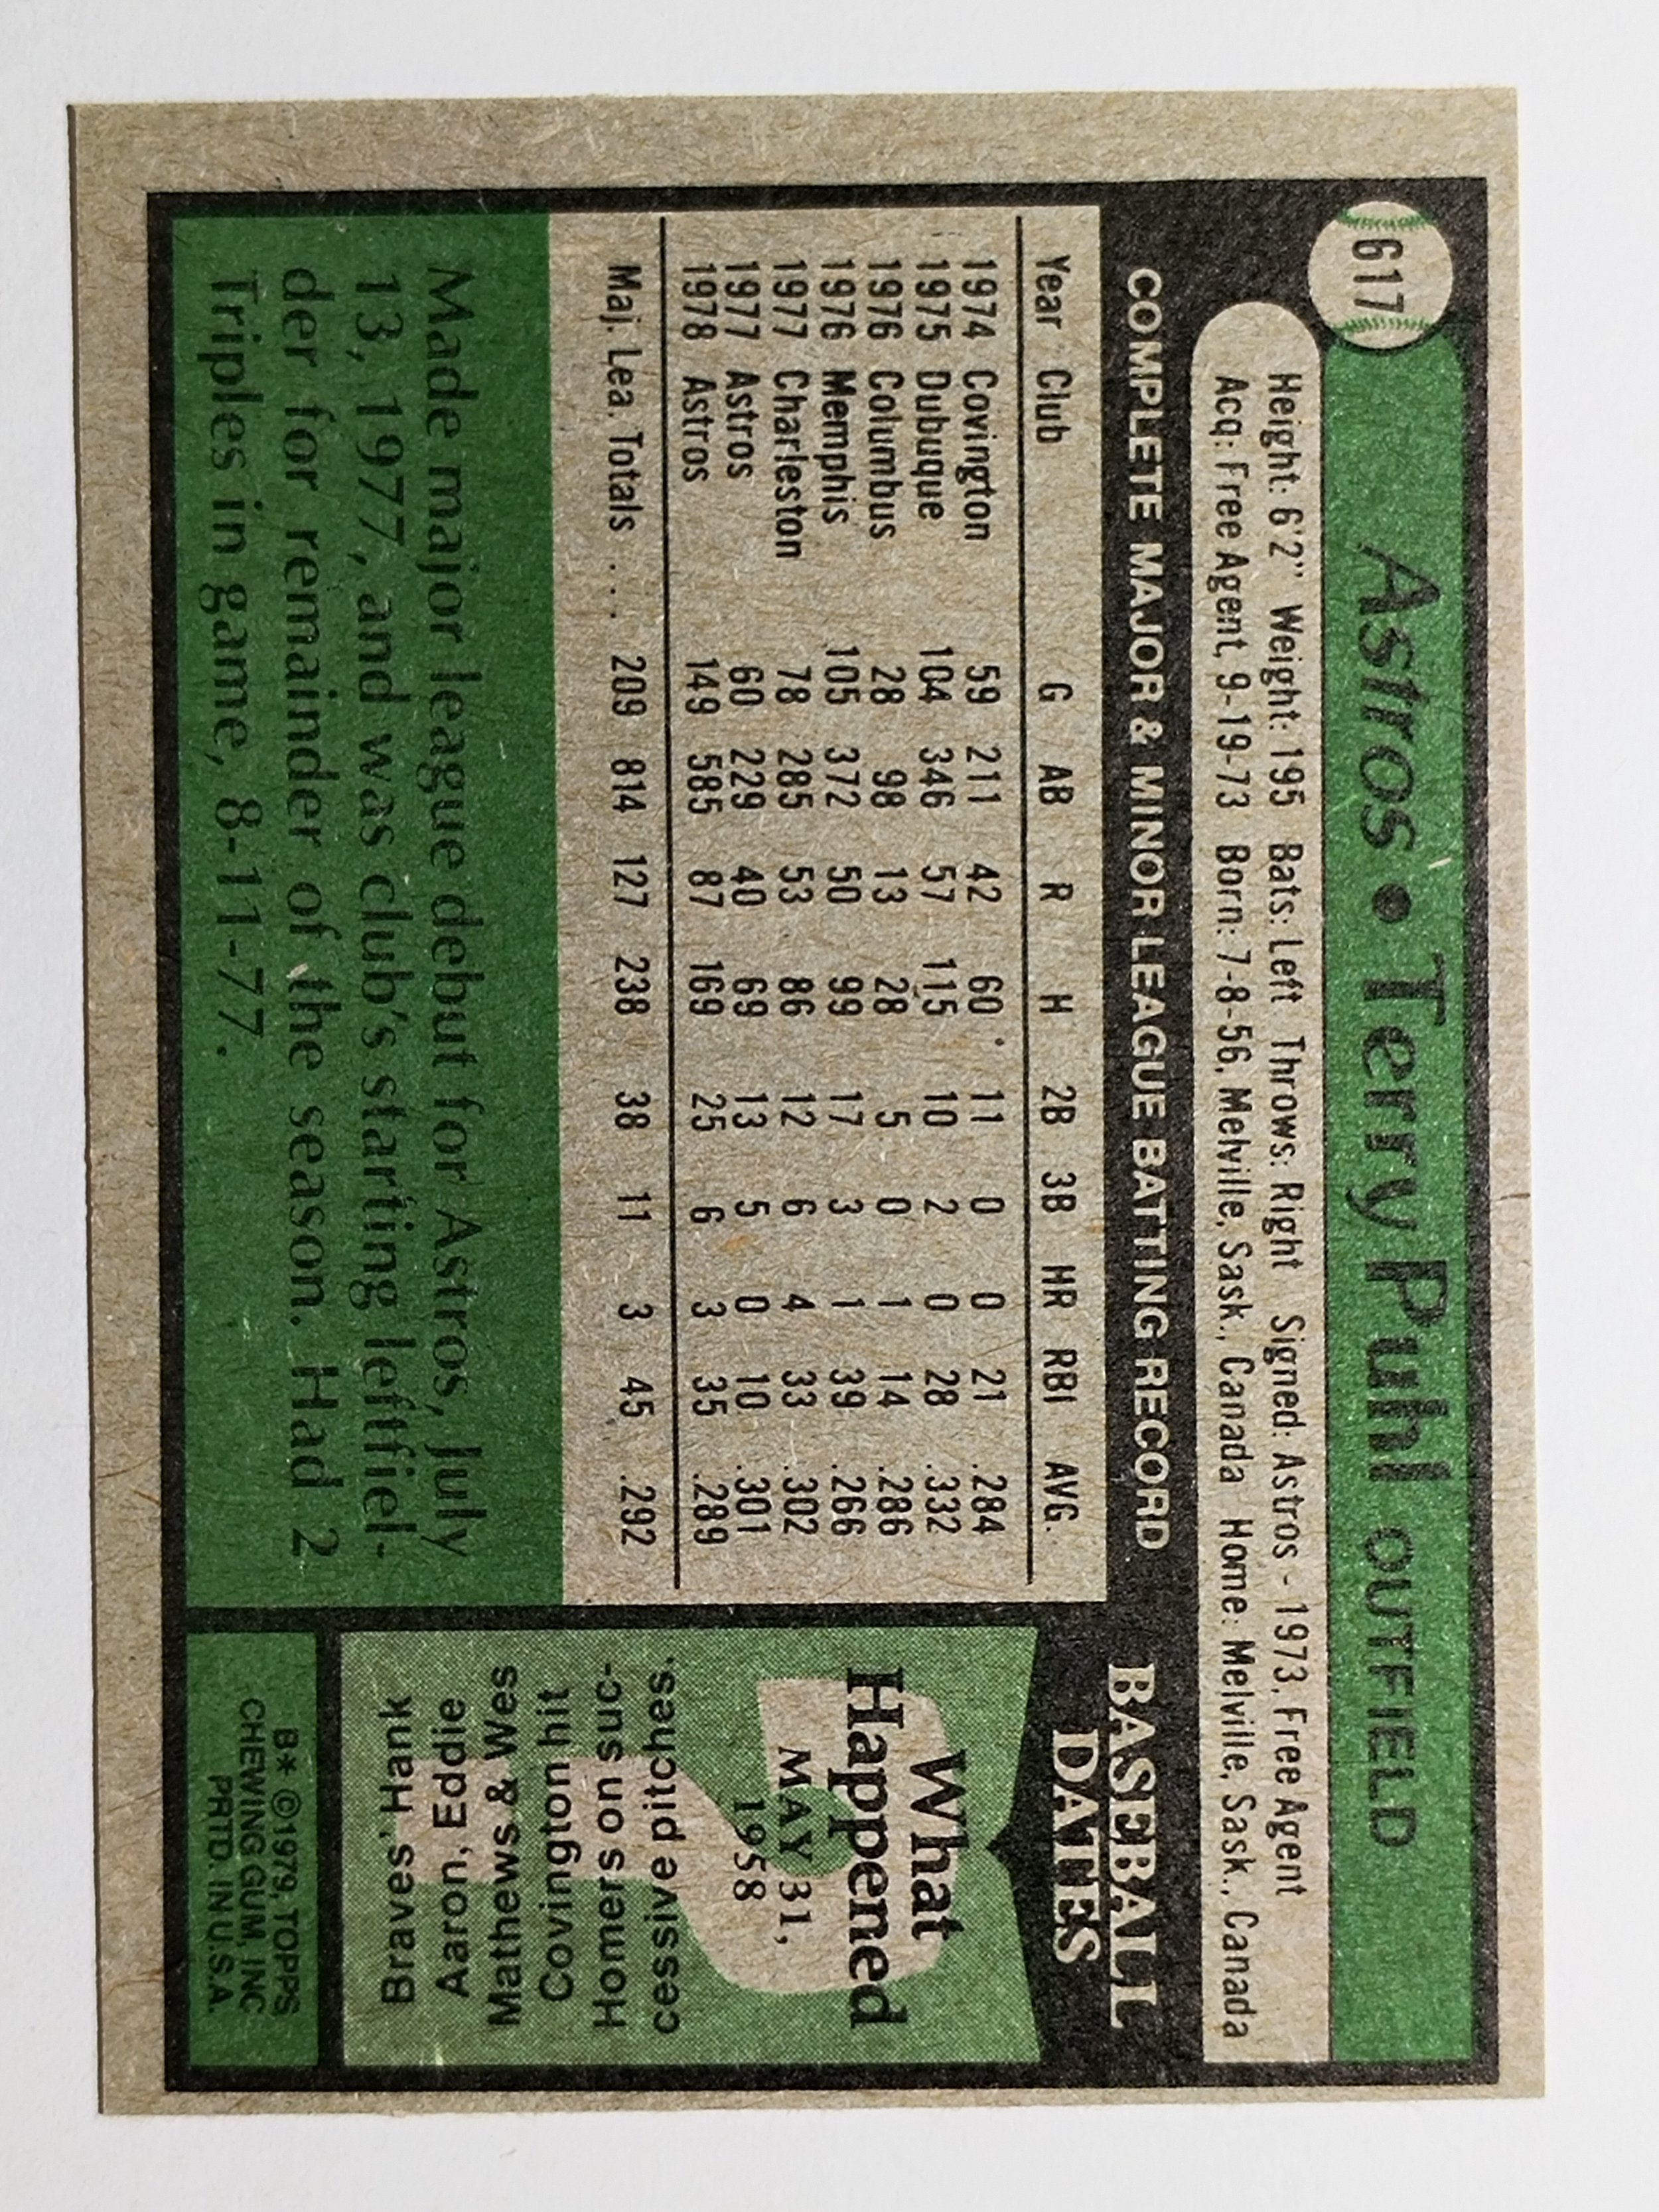 617
Astros • Terry Puhl OUTFIELD
Height: 6'2" Weight: 195 Bats: Left Throws: Right Signed: Astros - 1973, Free Agent
Acq: Free Agent, 9-19-73 Born: 7-8-56, Melville, Sask., Canada Home: Melville, Sask., Canada
COMPLETE MAJOR & MINOR LEAGUE BATTING RECORD
Year Club G AB R H 2B 3B HR RBI AVG.
1974 Covington 59 211 42 60 11 0 0 21 .284
1975 Dubuque 104 346 57 115 10 2 0 28 .332
1976 Columbus 28 98 13 28 5 0 1 14 .286
1976 Memphis 105 372 50 99 17 3 1 39 .266
1977 Charleston 78 285 53 86 12 6 4 33 .302
1977 Astros 60 229 40 69 13 5 0 10 .301
1978 Astros 149 585 87 169 25 6 3 35 .289
Maj. Lea. Totals . . . 209 814 127 238 38 11 3 45 .292
Made major league debut for Astros, July
13, 1977, and was club's starting leftfiel-
der for remainder of the season. Had 2
Triples in game, 8-11-77.
BASEBALL
DATES
What
Happened
MAY 31,
1958
Braves' Hank
Aaron, Eddie
Mathews & Wes
Covington hit
Homers on suc-
cessive pitches.
B* ©1979, TOPPS
CHEWING GUM, INC
PRTD. IN U.S.A.